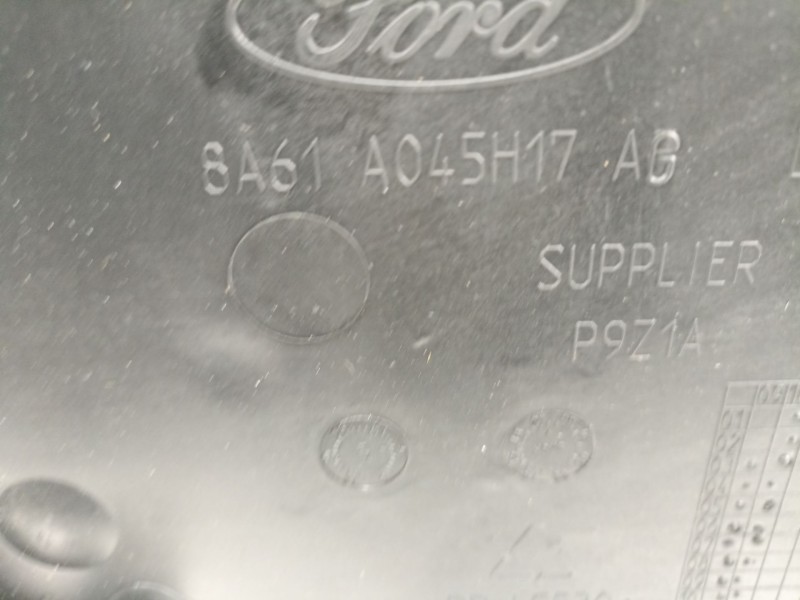 Ford
8A61 A045H17 AG
SUPPLIER
P9Z1A